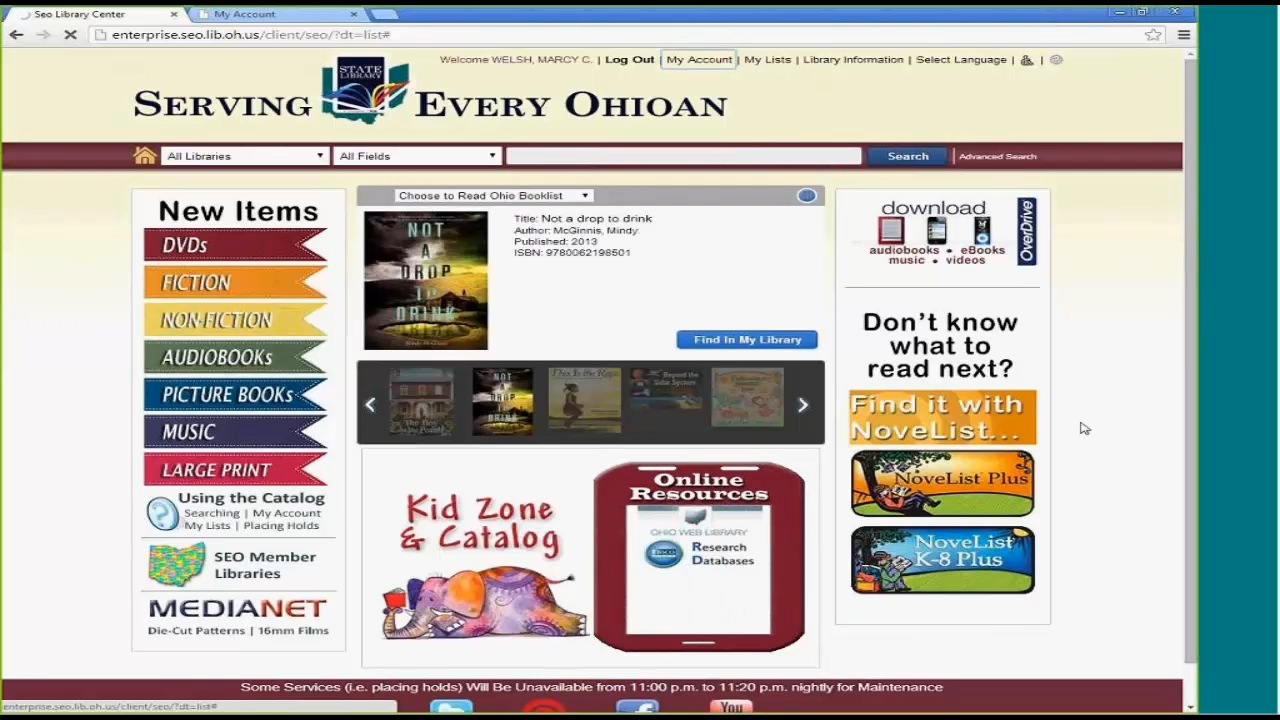 Seo Library Center
My Account
enterprise.seo.lib.oh.us/client/seo/?dt=list#
Welcome WELSH, MARCY C. | Log Out | My Account | My Lists | Library Information | Select Language | |
STATE LIBRARY
SERVING EVERY OHIOAN
All Libraries All Fields Search Advanced Search
New Items
DVDs
FICTION
NON-FICTION
AUDIOBOOKS
PICTURE BOOKS
MUSIC
LARGE PRINT
Using the Catalog
Searching | My Account
My Lists | Placing Holds
SEO Member
Libraries
MEDIANET
Die-Cut Patterns | 16mm Films
Choose to Read Ohio Booklist
NOT
A
DROP
TO
DRINK
Title: Not a drop to drink
Author: McGinnis, Mindy.
Published: 2013
ISBN: 9780062198501
Find In My Library
NOT
A
DROP
TO
DRINK
Kid Zone
& Catalog
Online
Resources
OHIO WEB LIBRARY
EBSCO
Research
Databases
download
audiobooks • eBooks
music • videos
OverDrive
Don't know
what to
read next?
Find it with
NoveList...
NoveList Plus
NoveList
K-8 Plus
Some Services (i.e. placing holds) Will Be Unavailable from 11:00 p.m. to 11:20 p.m. nightly for Maintenance
enterprise.seo.lib.oh.us/client/seo/?dt=list#
You